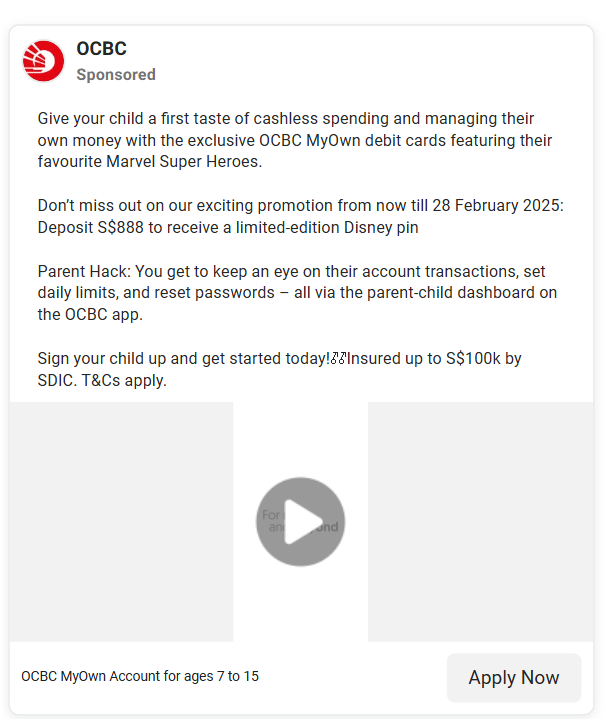 OCBC
Sponsored
Give your child a first taste of cashless spending and managing their
own money with the exclusive OCBC MyOwn debit cards featuring their
favourite Marvel Super Heroes.
Don’t miss out on our exciting promotion from now till 28 February 2025:
Deposit S$888 to receive a limited-edition Disney pin
Parent Hack: You get to keep an eye on their account transactions, set
daily limits, and reset passwords – all via the parent-child dashboard on
the OCBC app.
Sign your child up and get started today!Insured up to S$100k by
SDIC. T&Cs apply.
For
OCBC MyOwn Account for ages 7 to 15
Apply Now